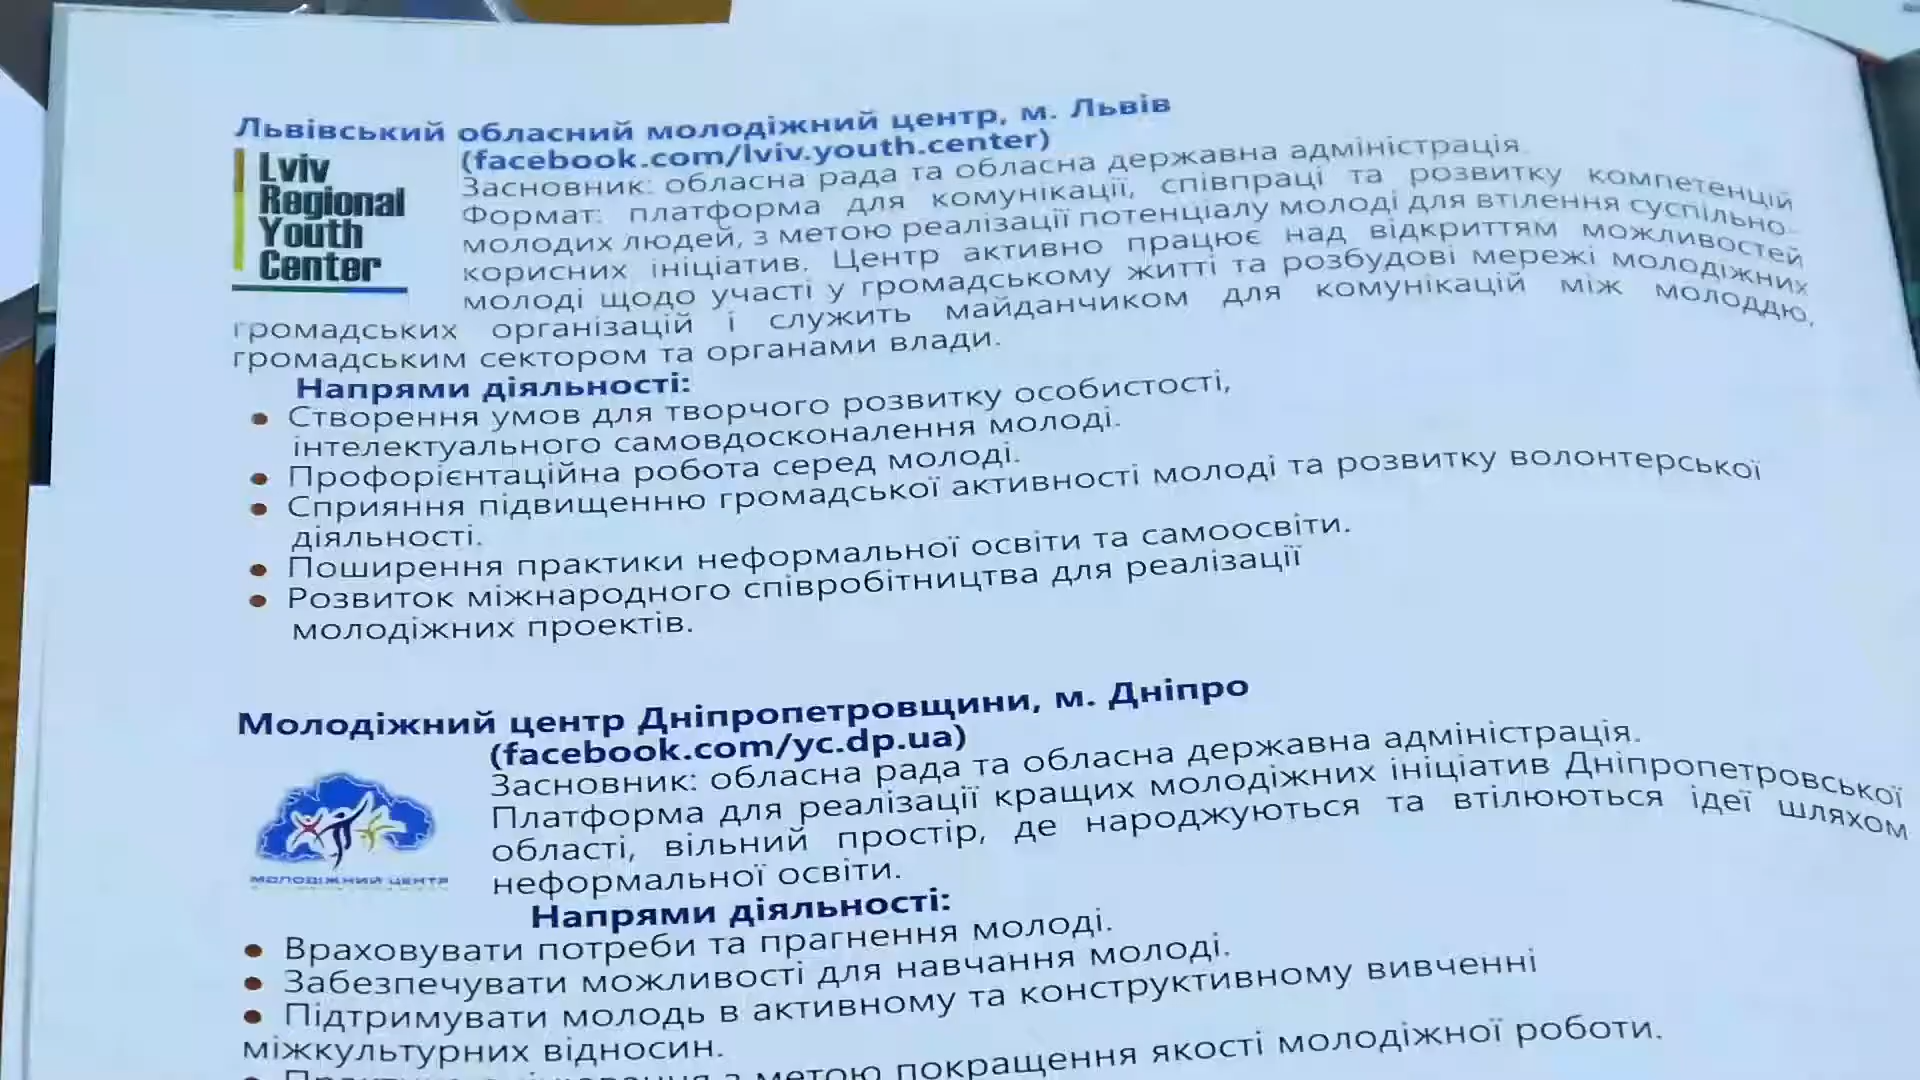 Львівський обласний молодіжний центр, м. Львів
(facebook.com/lviv.youth.center)
Lviv
Regional
Youth
Center
Засновник: обласна рада та обласна державна адміністрація.
Формат: платформа для комунікації, співпраці та розвитку компетенцій
молодих людей, з метою реалізації потенціалу молоді для втілення суспільно-
корисних ініціатив. Центр активно працює над відкриттям можливостей
молоді щодо участі у громадському житті та розбудові мережі молодіжних
громадських організацій і служить майданчиком для комунікацій між молоддю,
громадським сектором та органами влади.
Напрями діяльності:
• Створення умов для творчого розвитку особистості,
інтелектуального самовдосконалення молоді.
• Профорієнтаційна робота серед молоді.
• Сприяння підвищенню громадської активності молоді та розвитку волонтерської
діяльності.
• Поширення практики неформальної освіти та самоосвіти.
• Розвиток міжнародного співробітництва для реалізації
молодіжних проектів.
Молодіжний центр Дніпропетровщини, м. Дніпро
(facebook.com/yc.dp.ua)
МОЛОДІЖНИЙ ЦЕНТР
Засновник: обласна рада та обласна державна адміністрація.
Платформа для реалізації кращих молодіжних ініціатив Дніпропетровської
області, вільний простір, де народжуються та втілюються ідеї шляхом
неформальної освіти.
Напрями діяльності:
• Враховувати потреби та прагнення молоді.
• Забезпечувати можливості для навчання молоді.
• Підтримувати молодь в активному та конструктивному вивченні
міжкультурних відносин.
з метою покращення якості молодіжної роботи.